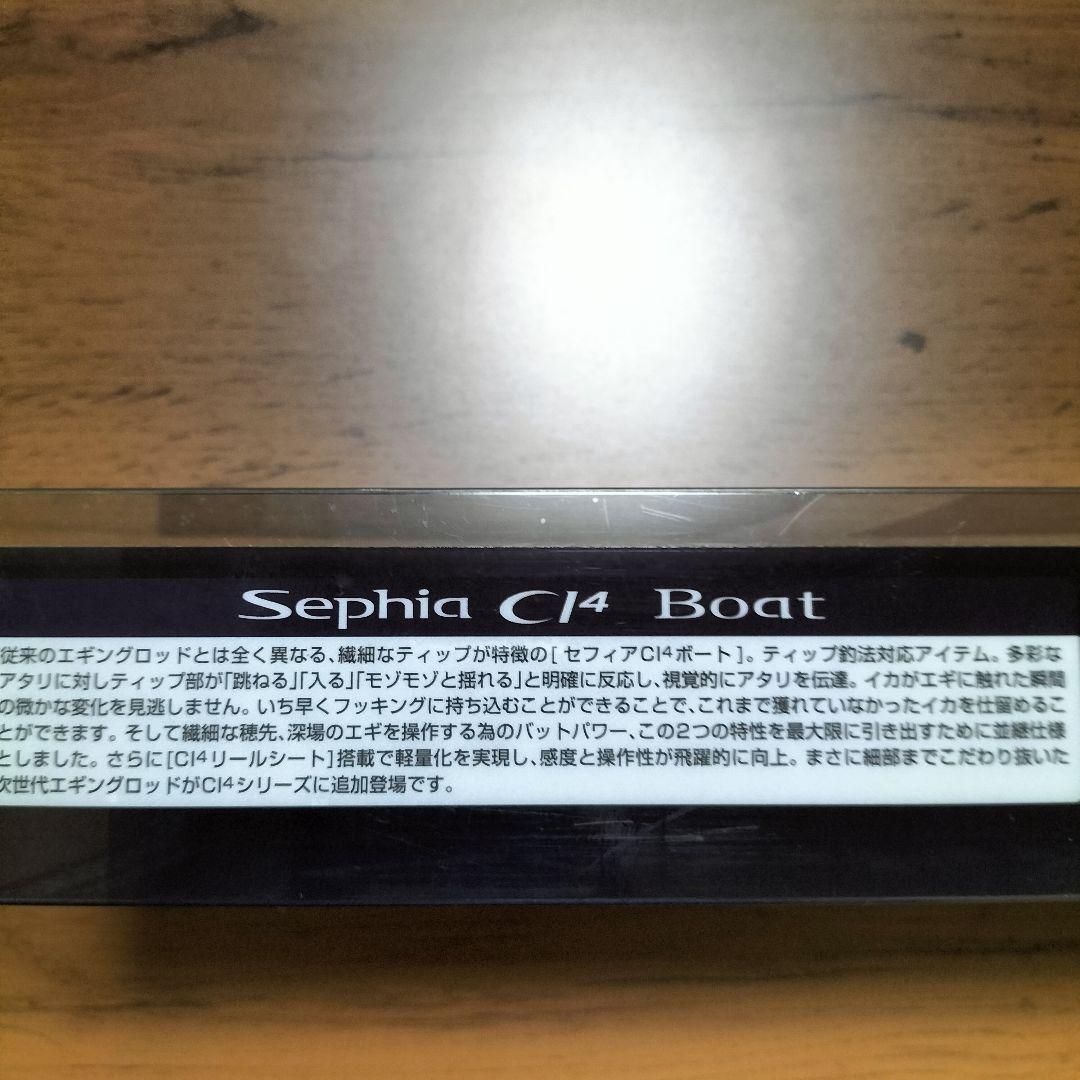 Sephia CI4 Boat
従来のエギングロッドとは全く異なる、繊細なティップが特徴の[ セフィアCI4ボート ]。ティップ釣法対応アイテム。多彩な
アタリに対しティップ部が「跳ねる」「入る」「モゾモゾと揺れる」と明確に反応し、視覚的にアタリを伝達。イカがエギに触れた瞬間
の微かな変化を見逃しません。いち早くフッキングに持ち込むことができることで、これまで獲れていなかったイカを仕留めるこ
とができます。そして繊細な穂先、深場のエギを操作する為のバットパワー、この2つの特性を最大限に引き出すために並継仕様
としました。さらに[CI4リールシート]搭載で軽量化を実現し、感度と操作性が飛躍的に向上。まさに細部までこだわり抜いた
次世代エギングロッドがCI4シリーズに追加登場です。